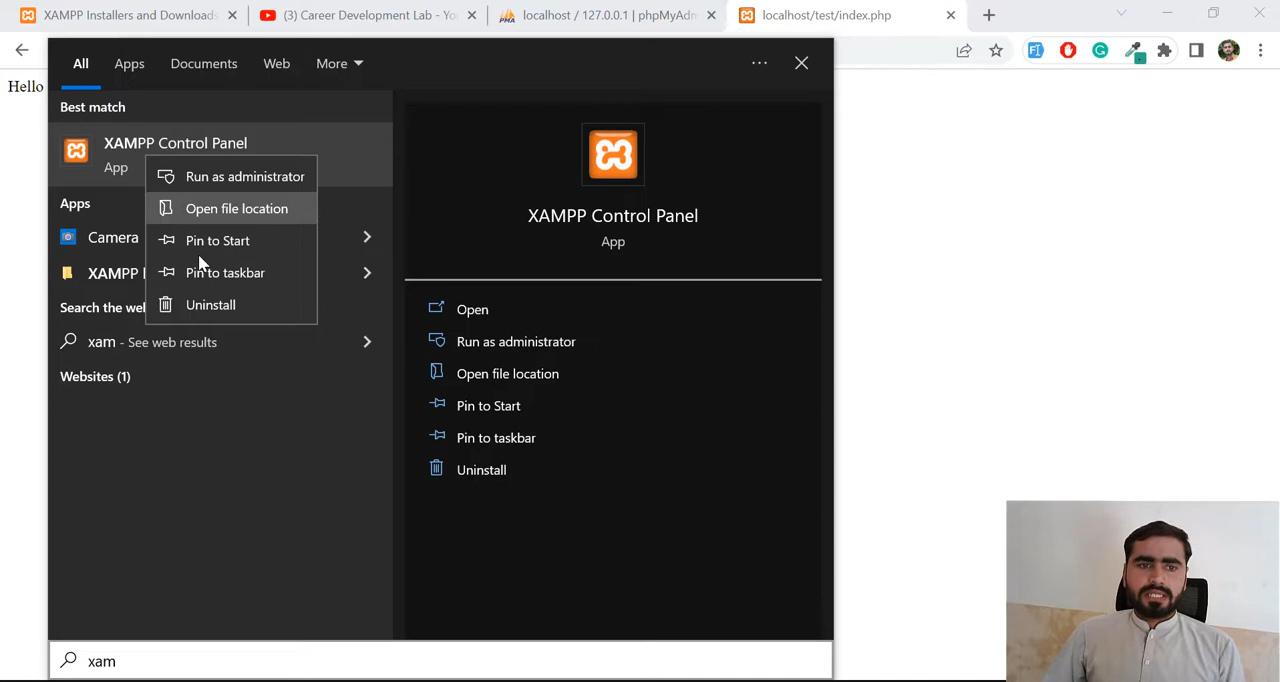 XAMPP Installers and Downloads
(3) Career Development Lab - Yo
localhost / 127.0.0.1 | phpMyAdm
localhost/test/index.php
Hello
All Apps Documents Web More
Best match
XAMPP Control Panel
App
Run as administrator
Open file location
Pin to Start
Pin to taskbar
Uninstall
Apps
Camera
XAMPP
Search the we
xam - See web results
Websites (1)
XAMPP Control Panel
App
Open
Run as administrator
Open file location
Pin to Start
Pin to taskbar
Uninstall
xam